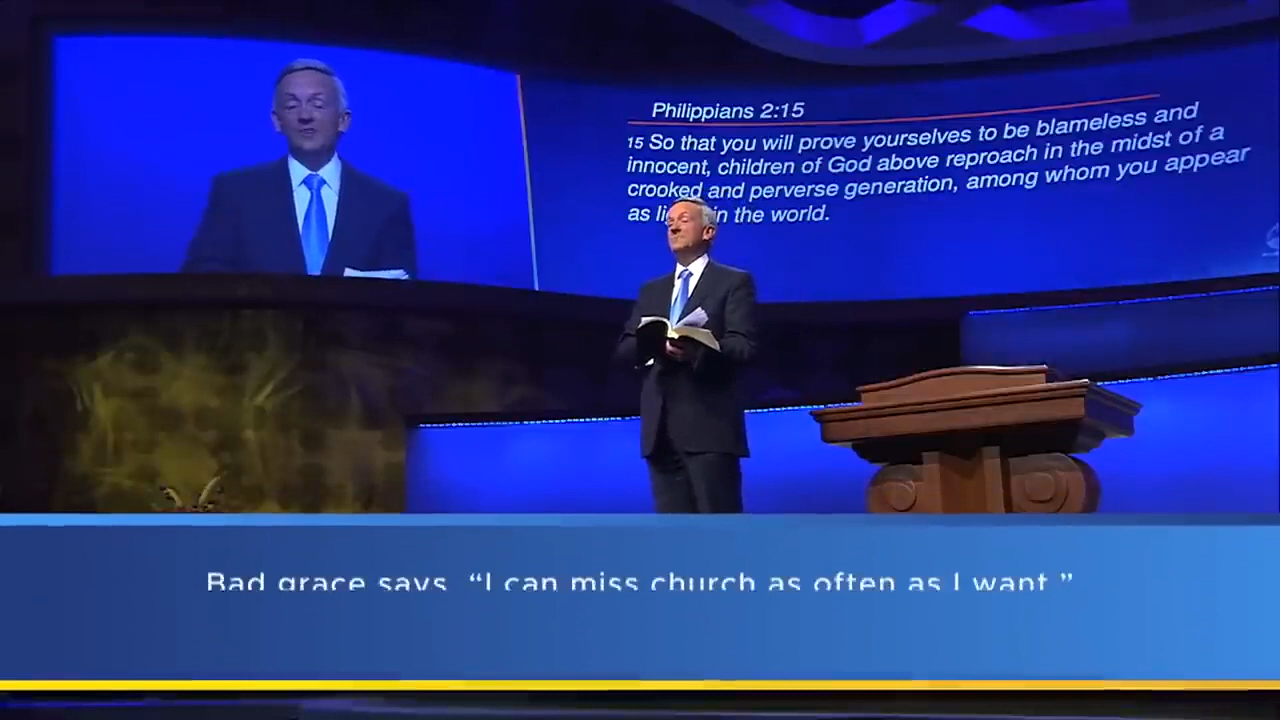 Philippians 2:15
15 So that you will prove yourselves to be blameless and
innocent, children of God above reproach in the midst of a
crooked and perverse generation, among whom you appear
as in the world.
Bad grace says, “I can miss church as often as I want.”